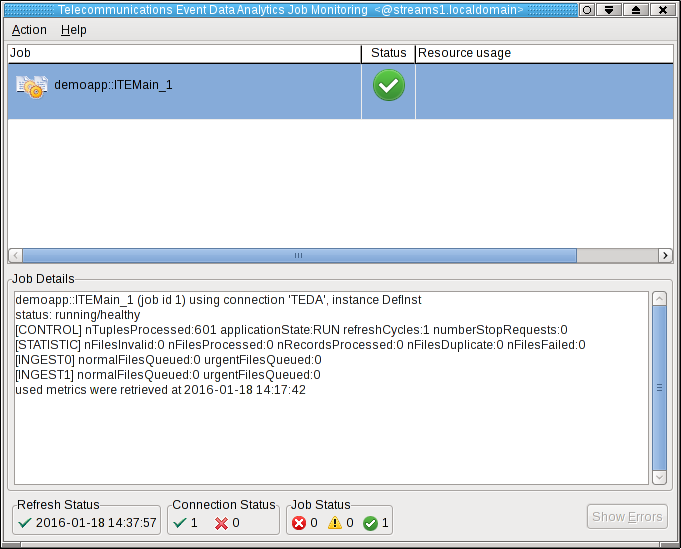 Telecommunications Event Data Analytics Job Monitoring <@streams1.localdomain>
Action Help
Job Status Resource usage
demoapp::ITEMain_1
Job Details
demoapp::ITEMain_1 (job id 1) using connection 'TEDA', instance DefInst
status: running/healthy
[CONTROL] nTuplesProcessed:601 applicationState:RUN refreshCycles:1 numberStopRequests:0
[STATISTIC] nFilesInvalid:0 nFilesProcessed:0 nRecordsProcessed:0 nFilesDuplicate:0 nFilesFailed:0
[INGEST0] normalFilesQueued:0 urgentFilesQueued:0
[INGEST1] normalFilesQueued:0 urgentFilesQueued:0
used metrics were retrieved at 2016-01-18 14:17:42
Refresh Status Connection Status Job Status
2016-01-18 14:37:57 1 0 0 0 1 Show Errors